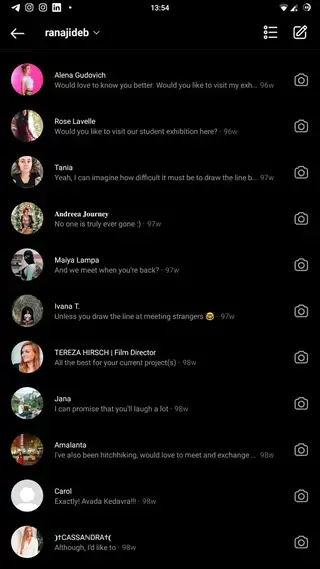 13:54
ranajideb
Alena Gudovich
Would love to know you better. Would you like to visit my exh... · 96w
Rose Lavelle
Would you like to visit our student exhibition here? · 96w
Tania
Yeah, I can imagine how difficult it must be to draw the line b... · 97w
𝐀𝐧𝐝𝐫𝐞𝐞𝐚 𝐉𝐨𝐮𝐫𝐧𝐞𝐲
No one is truly ever gone :) · 97w
Maiya Lampa
And we meet when you're back? · 97w
Ivana T.
Unless you draw the line at meeting strangers 🤓 · 97w
TEREZA HIRSCH | Film Director
All the best for your current project(s) · 98w
Jana
I can promise that you'll laugh a lot · 98w
Amalanta
I've also been hitchhiking, would love to meet and exchange ... · 98w
Carol
Exactly! Avada Kedavra!!! · 98w
)☥CASSANDRA☥(
Although, I'd like to · 98w